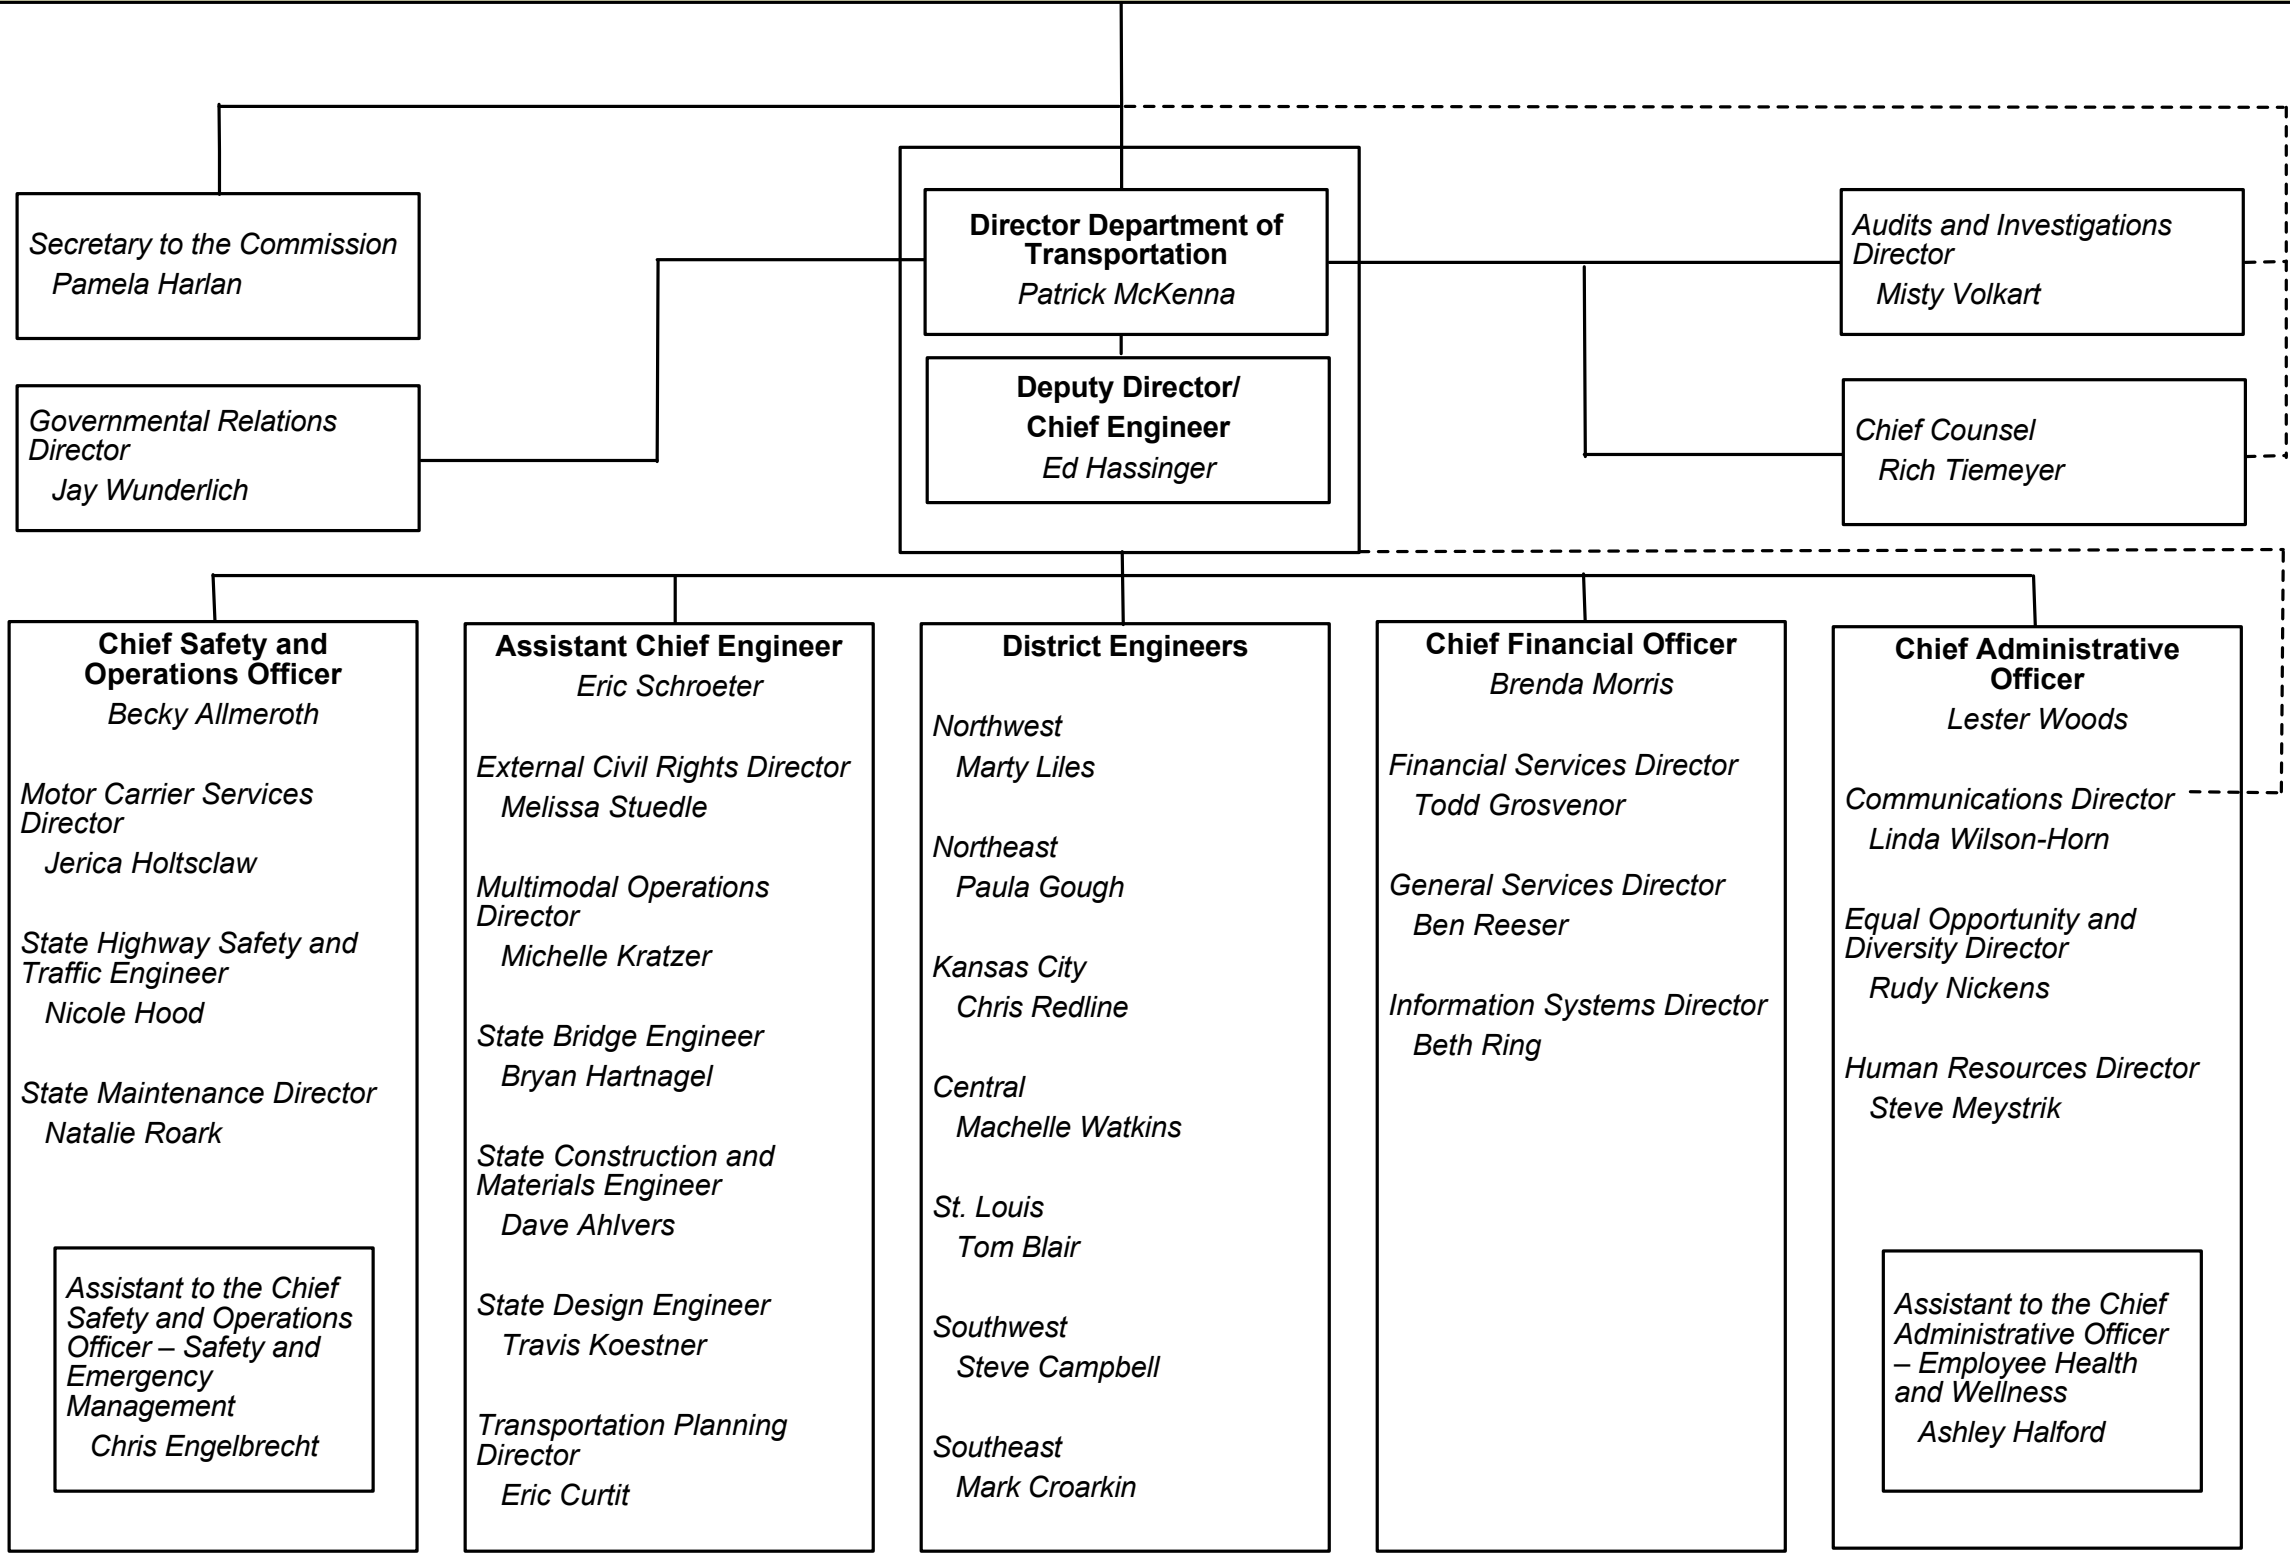 Secretary to the Commission
Pamela Harlan
Director Department of
Transportation
Patrick McKenna
Audits and Investigations
Director
Misty Volkart
Governmental Relations
Director
Jay Wunderlich
Deputy Director/
Chief Engineer
Ed Hassinger
Chief Counsel
Rich Tiemeyer
Chief Safety and
Operations Officer
Becky Allmeroth
Motor Carrier Services
Director
Jerica Holtsclaw
State Highway Safety and
Traffic Engineer
Nicole Hood
State Maintenance Director
Natalie Roark
Assistant to the Chief
Safety and Operations
Officer – Safety and
Emergency
Management
Chris Engelbrecht
Assistant Chief Engineer
Eric Schroeter
External Civil Rights Director
Melissa Stuedle
Multimodal Operations
Director
Michelle Kratzer
State Bridge Engineer
Bryan Hartnagel
State Construction and
Materials Engineer
Dave Ahlvers
State Design Engineer
Travis Koestner
Transportation Planning
Director
Eric Curtit
District Engineers
Northwest
Marty Liles
Northeast
Paula Gough
Kansas City
Chris Redline
Central
Machelle Watkins
St. Louis
Tom Blair
Southwest
Steve Campbell
Southeast
Mark Croarkin
Chief Financial Officer
Brenda Morris
Financial Services Director
Todd Grosvenor
General Services Director
Ben Reeser
Information Systems Director
Beth Ring
Chief Administrative
Officer
Lester Woods
Communications Director
Linda Wilson-Horn
Equal Opportunity and
Diversity Director
Rudy Nickens
Human Resources Director
Steve Meystrik
Assistant to the Chief
Administrative Officer
– Employee Health
and Wellness
Ashley Halford